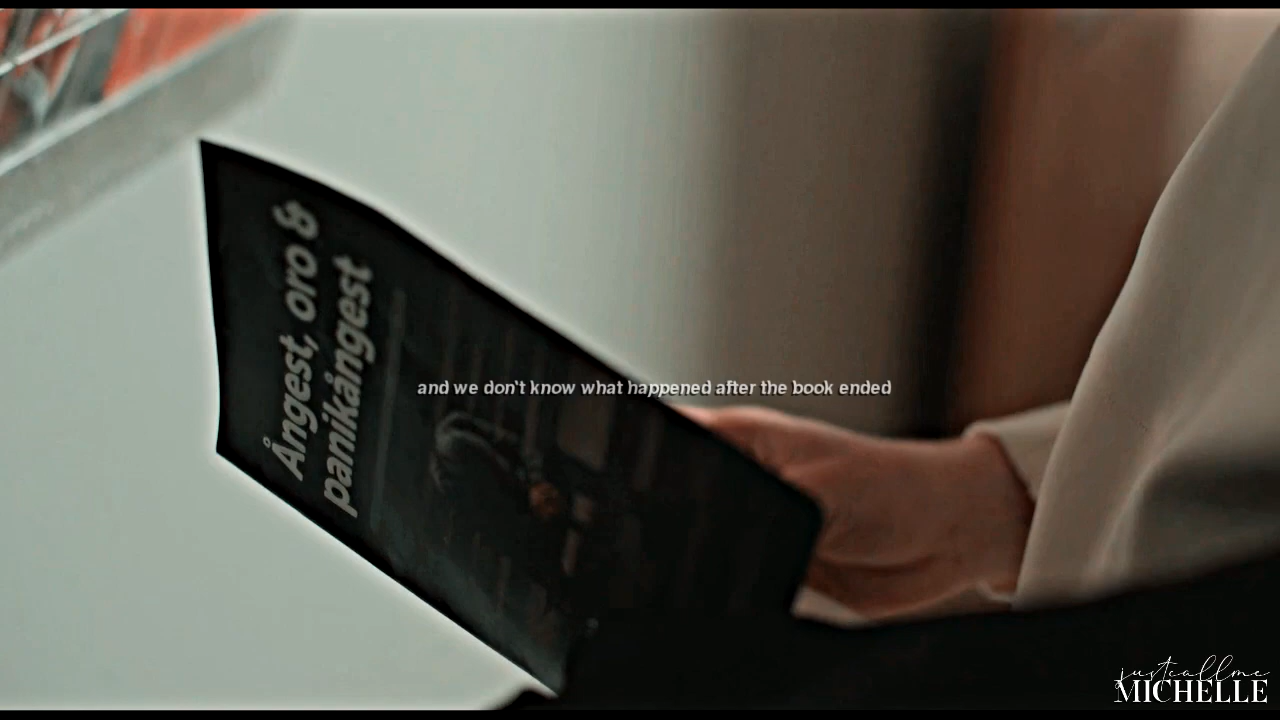 Ångest, oro &
panikångest
and we don't know what happened after the book ended
justcallme
MICHELLE